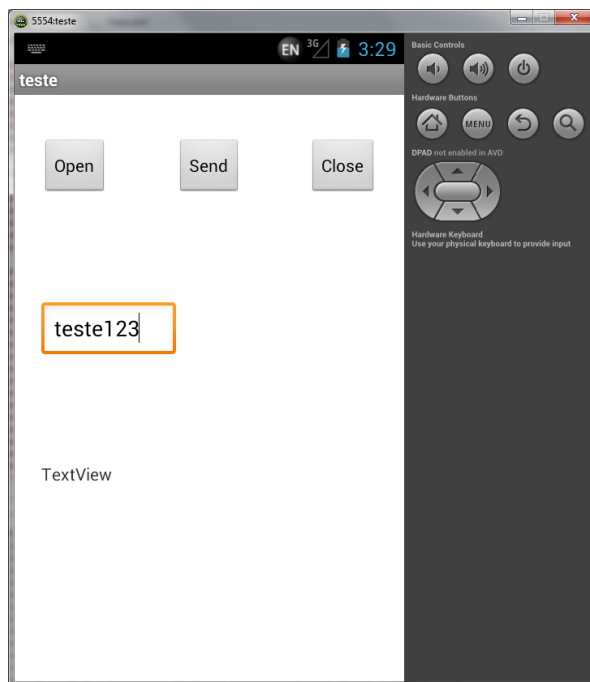 5554:teste
EN 3G 3:29
teste
Open Send Close
teste123
TextView
Basic Controls
Hardware Buttons
MENU
DPAD not enabled in AVD
Hardware Keyboard
Use your physical keyboard to provide input